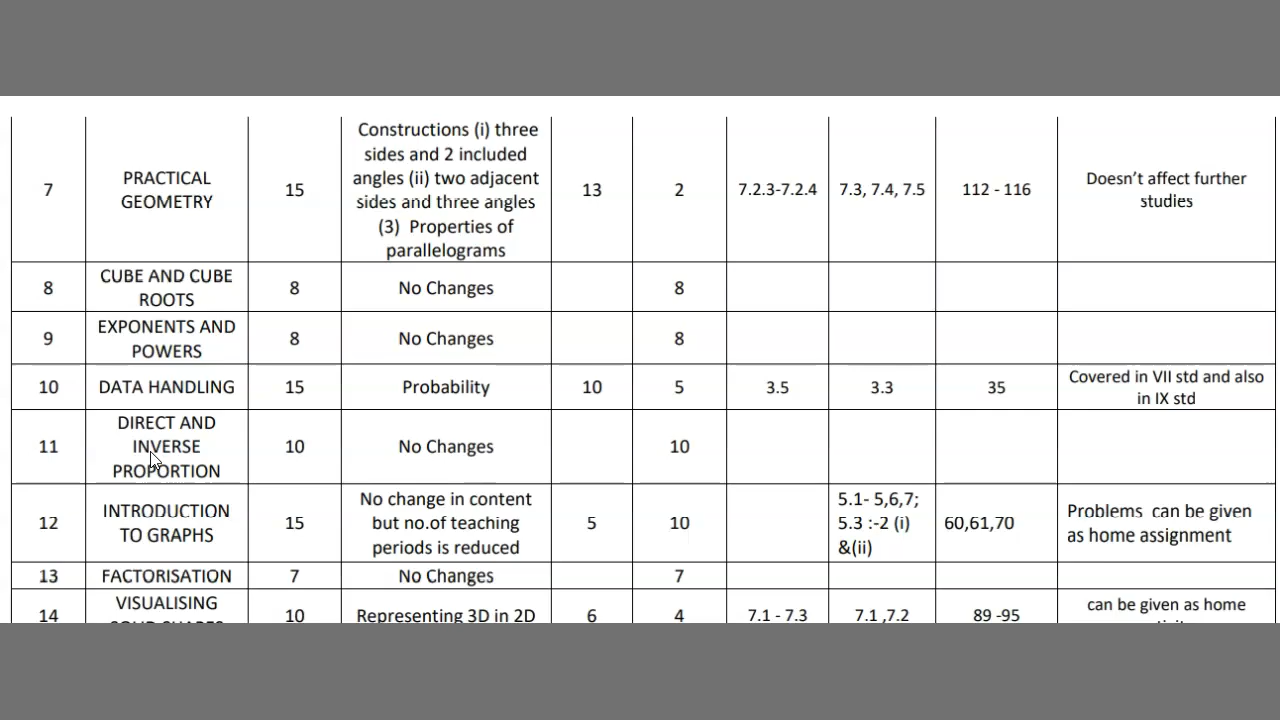 Constructions (i) three
sides and 2 included
angles (ii) two adjacent
sides and three angles
(3) Properties of
parallelograms
7
PRACTICAL
GEOMETRY
15
13
2
7.2.3-7.2.4
7.3, 7.4, 7.5
112 - 116
Doesn't affect further
studies
8
CUBE AND CUBE
ROOTS
8
No Changes
8
9
EXPONENTS AND
POWERS
8
No Changes
8
10
DATA HANDLING
15
Probability
10
5
3.5
3.3
35
Covered in VII std and also
in IX std
11
DIRECT AND
INVERSE
PROPORTION
10
No Changes
10
12
INTRODUCTION
TO GRAPHS
15
No change in content
but no.of teaching
periods is reduced
5
10
5.1- 5,6,7;
5.3 :-2 (i)
&(ii)
60,61,70
Problems can be given
as home assignment
13
FACTORISATION
7
No Changes
7
14
VISUALISING
10
Representing 3D in 2D
6
4
7.1 - 7.3
7.1 ,7.2
89 -95
can be given as home